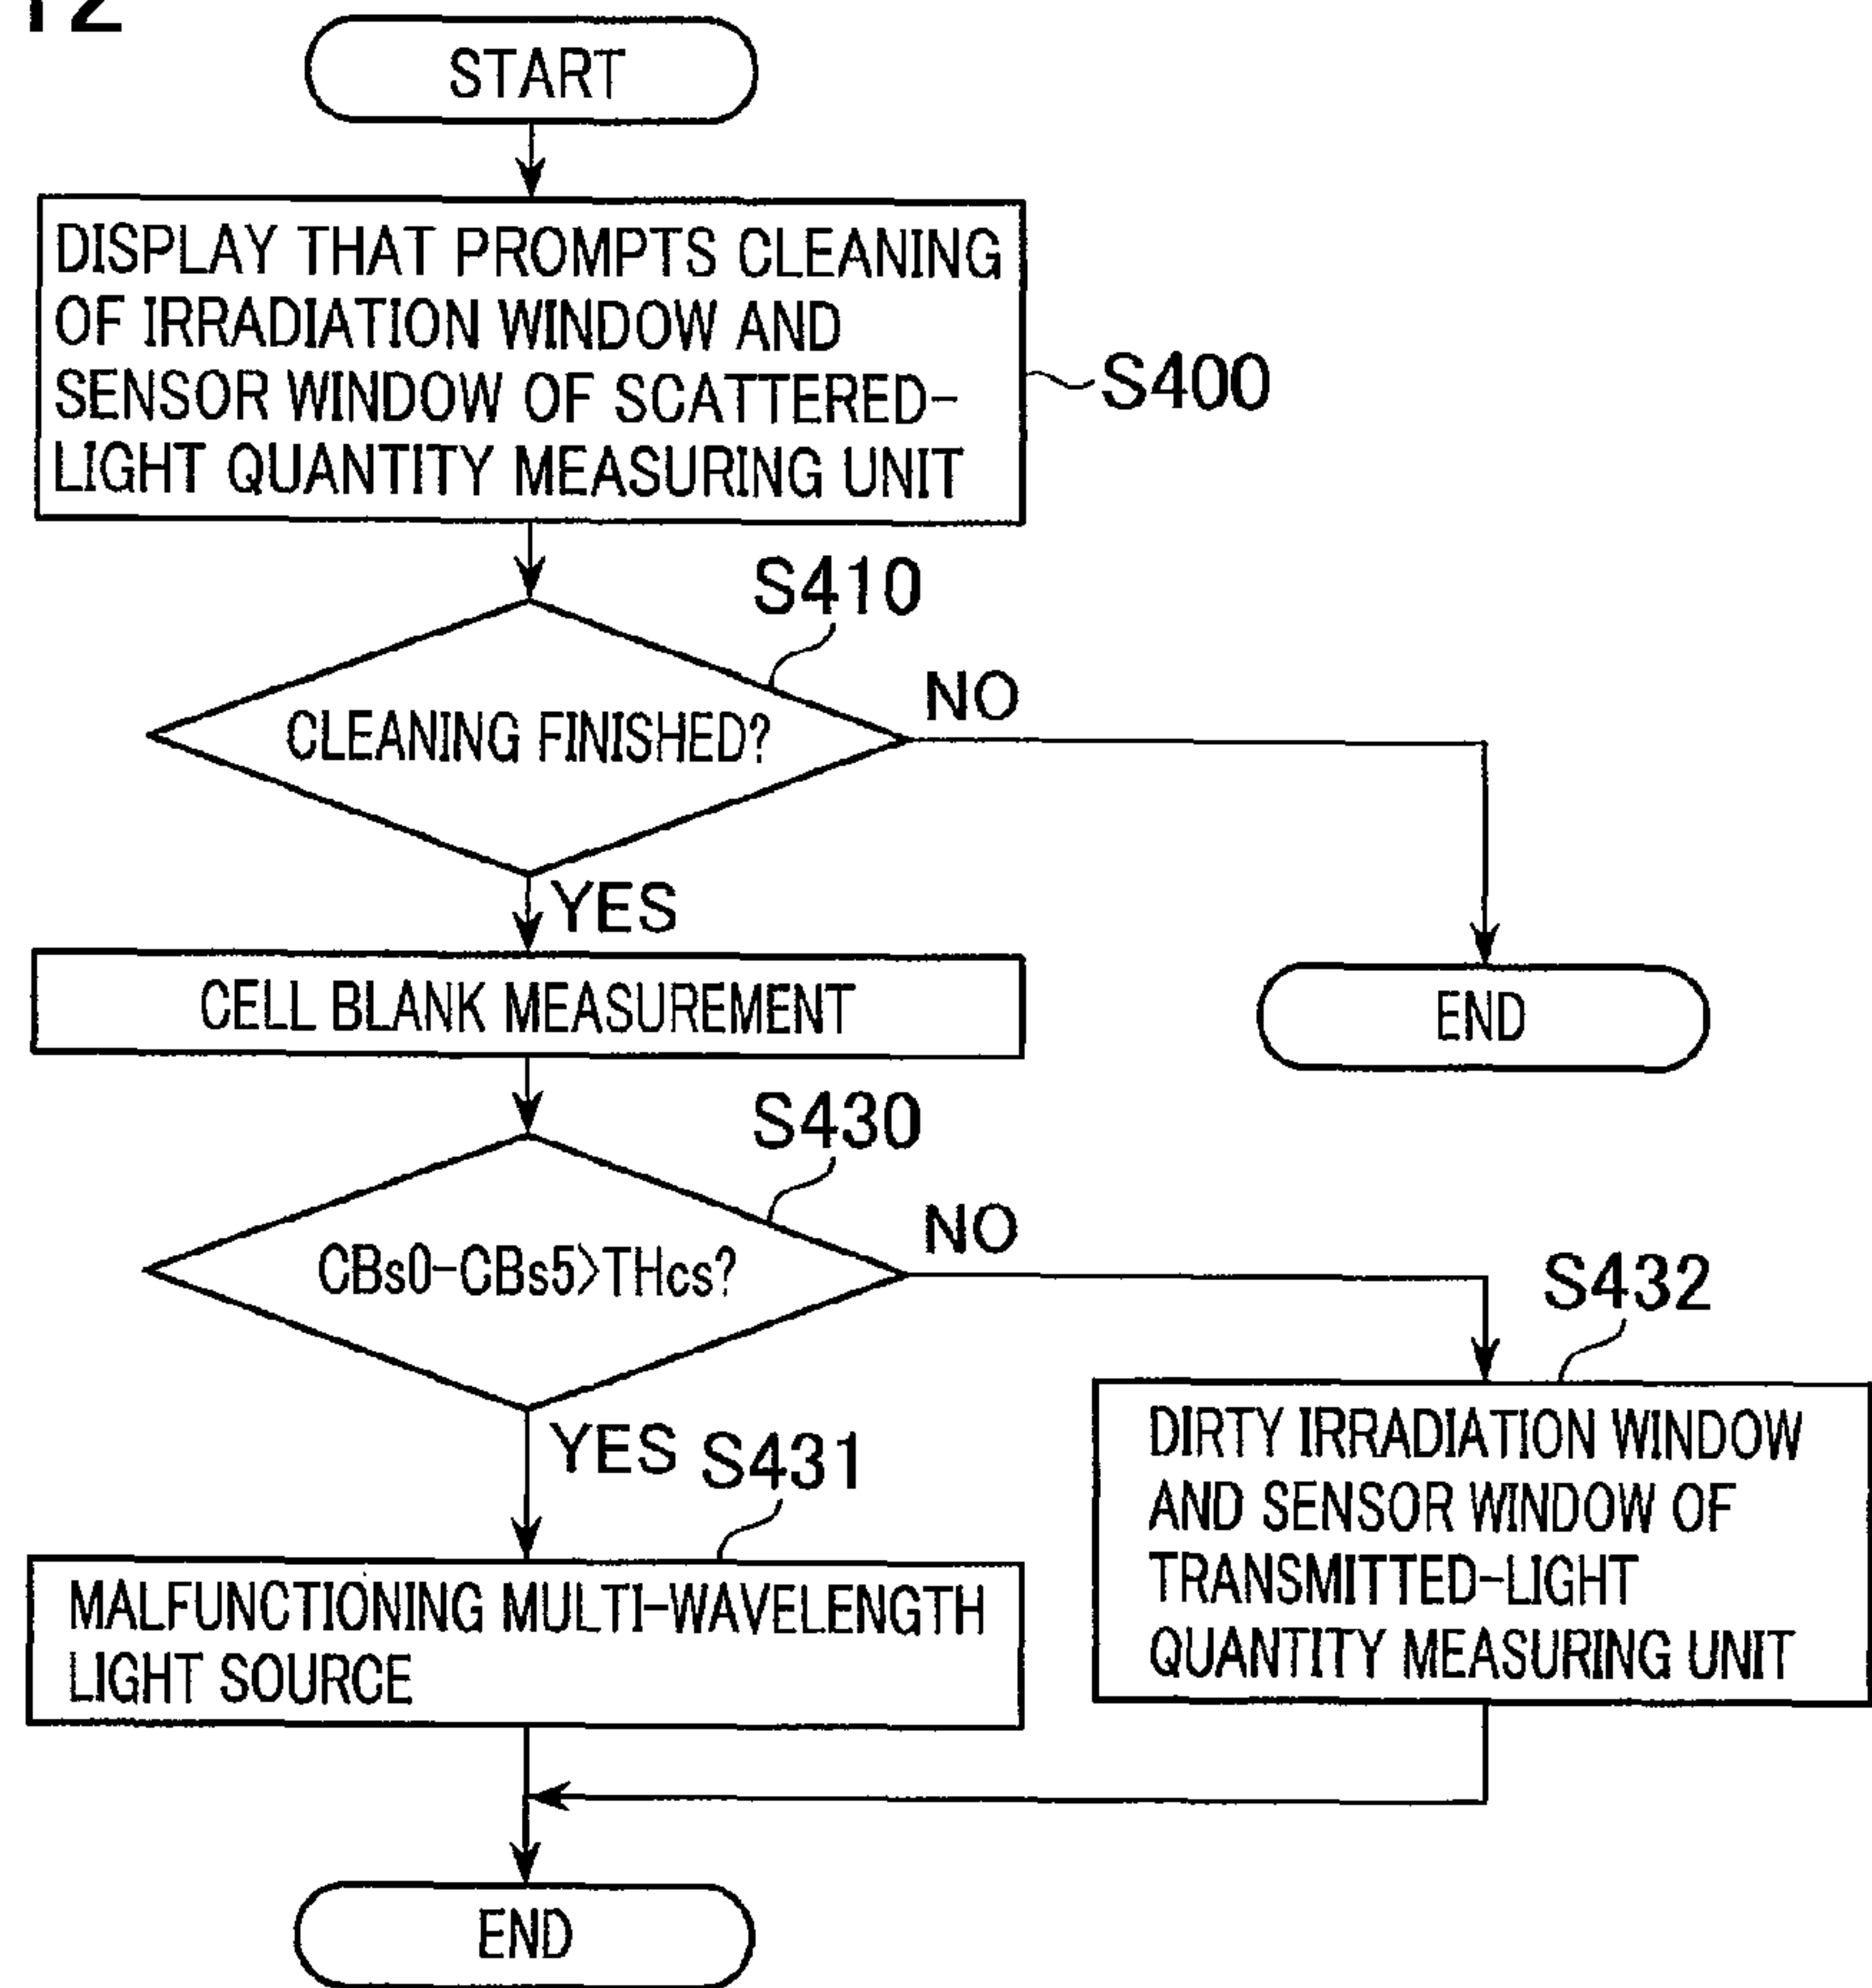 12
START
DISPLAY THAT PROMPTS CLEANING
OF IRRADIATION WINDOW AND
SENSOR WINDOW OF SCATTERED-
LIGHT QUANTITY MEASURING UNIT
S400
S410
CLEANING FINISHED?
NO
YES
CELL BLANK MEASUREMENT
END
S430
CBs0-CBs5>THcs?
NO
S432
YES
S431
DIRTY IRRADIATION WINDOW
AND SENSOR WINDOW OF
TRANSMITTED-LIGHT
QUANTITY MEASURING UNIT
MALFUNCTIONING MULTI-WAVELENGTH
LIGHT SOURCE
END